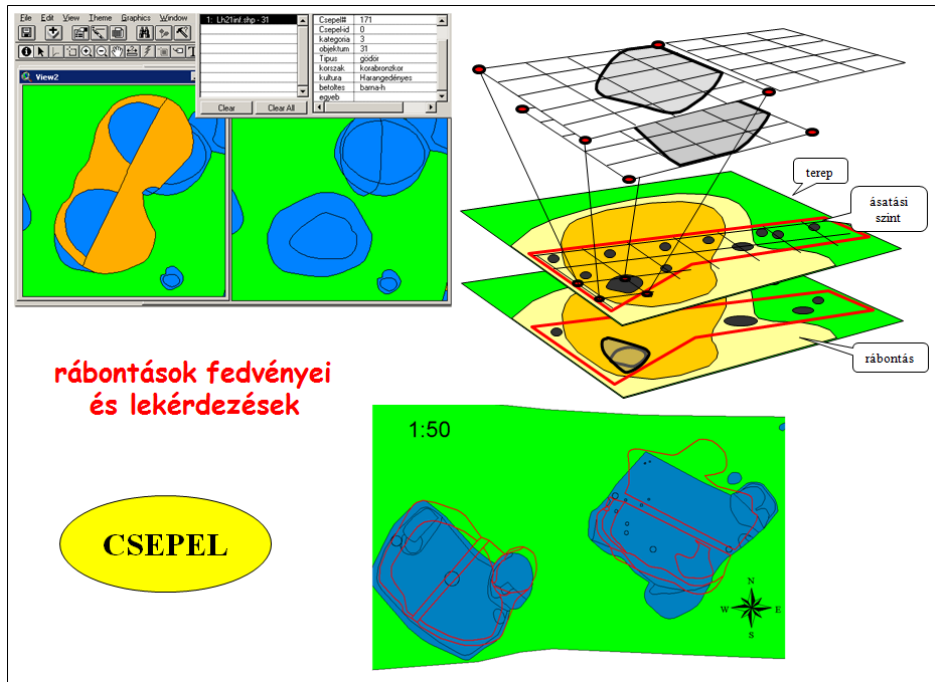 File Edit View Theme Graphics Window
1: Lh21inf.shp - 31
Clear Clear All
Csepel# 171
Csepel-id 0
kategoria 3
objektum 31
Tipus gödör
korszak korabronzkor
kultura Harangedényes
betoltes barna-h
egyeb
View2
terep
ásatási
szint
rábontás
rábontások fedvényei
és lekérdezések
CSEPEL
1:50
N
W E
S